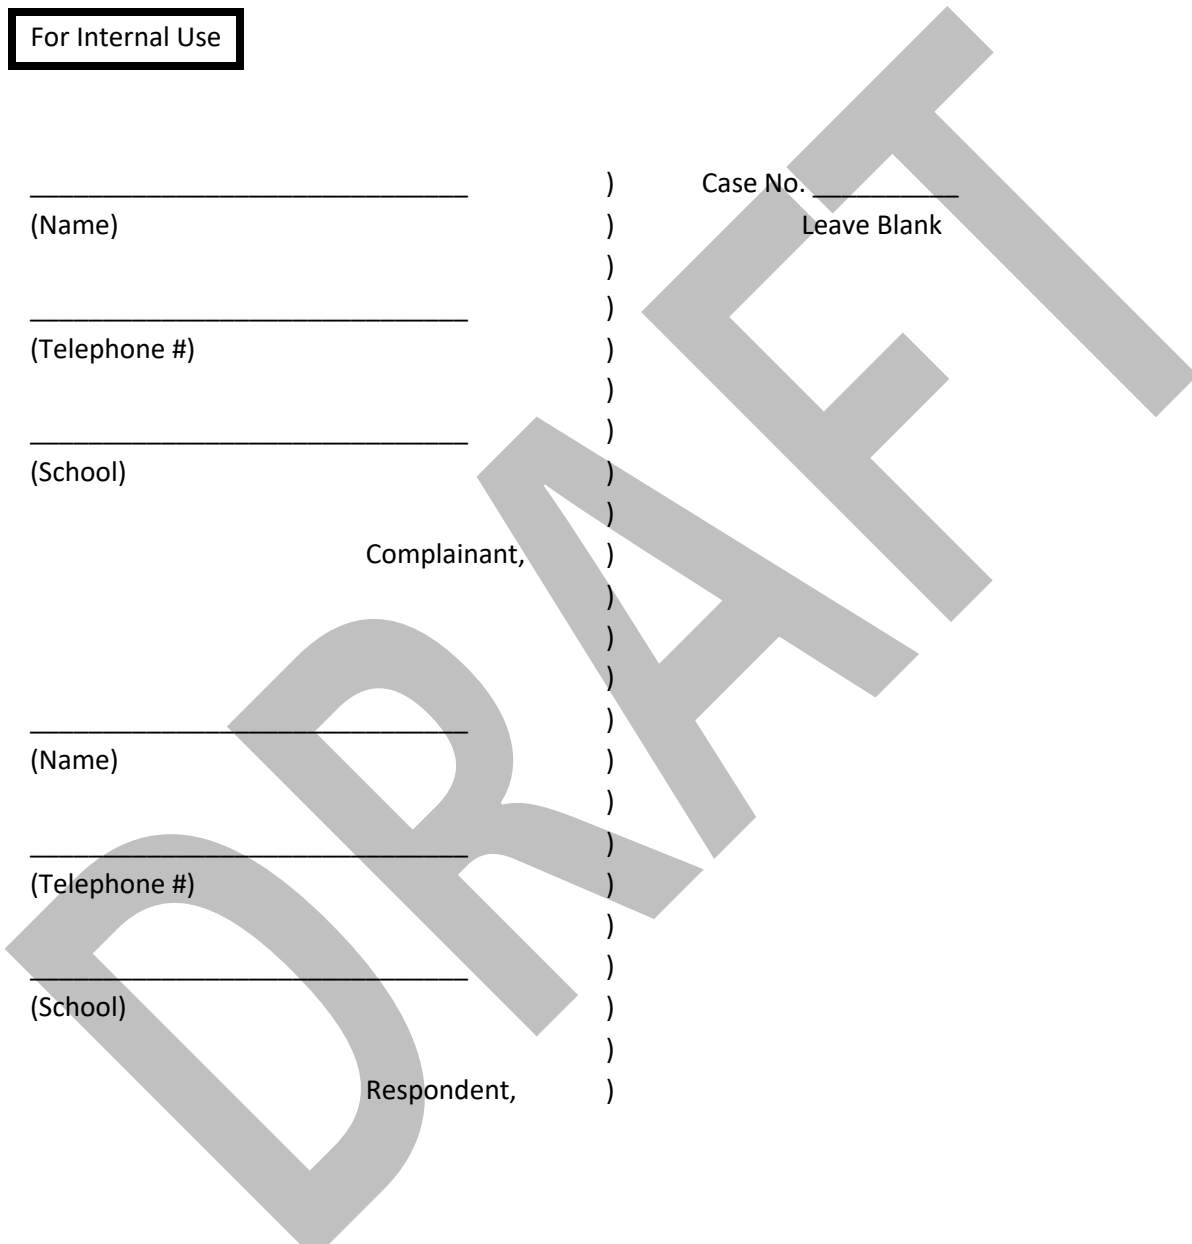 For Internal Use
______________________________ ) Case No. __________
(Name) ) Leave Blank
)
______________________________ )
(Telephone #) )
)
______________________________ )
(School) )
)
Complainant, )
)
)
)
______________________________ )
(Name) )
)
______________________________ )
(Telephone #) )
)
______________________________ )
(School) )
)
Respondent, )
DRAFT